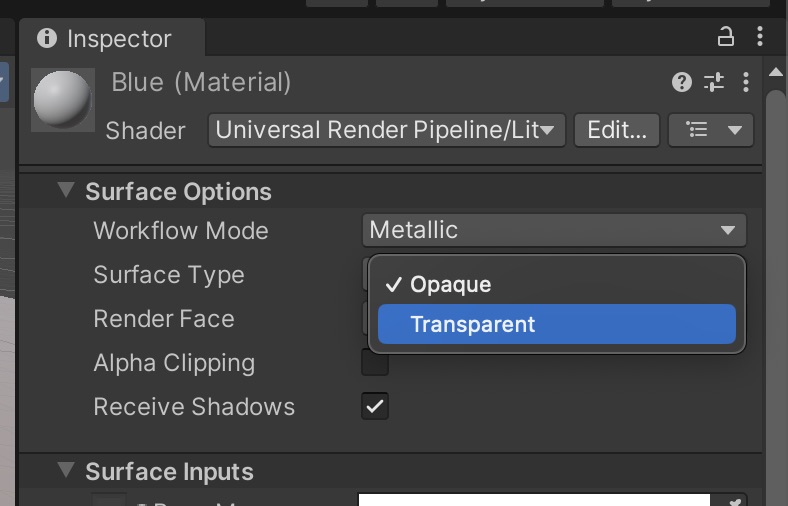 Inspector
Blue (Material)
Shader Universal Render Pipeline/Lit Edit...
Surface Options
Workflow Mode Metallic
Surface Type Opaque
Transparent
Render Face
Alpha Clipping
Receive Shadows
Surface Inputs